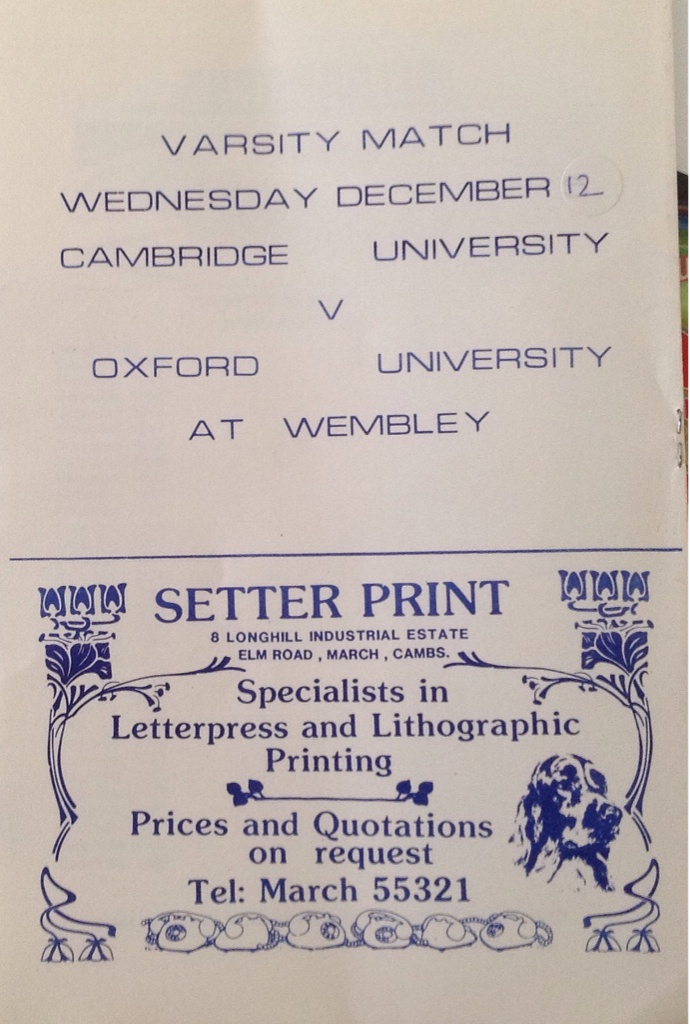 VARSITY MATCH
WEDNESDAY DECEMBER 12
CAMBRIDGE UNIVERSITY
V
OXFORD UNIVERSITY
AT WEMBLEY
SETTER PRINT
8 LONGHILL INDUSTRIAL ESTATE
ELM ROAD , MARCH , CAMBS.
Specialists in
Letterpress and Lithographic
Printing
Prices and Quotations
on request
Tel: March 55321